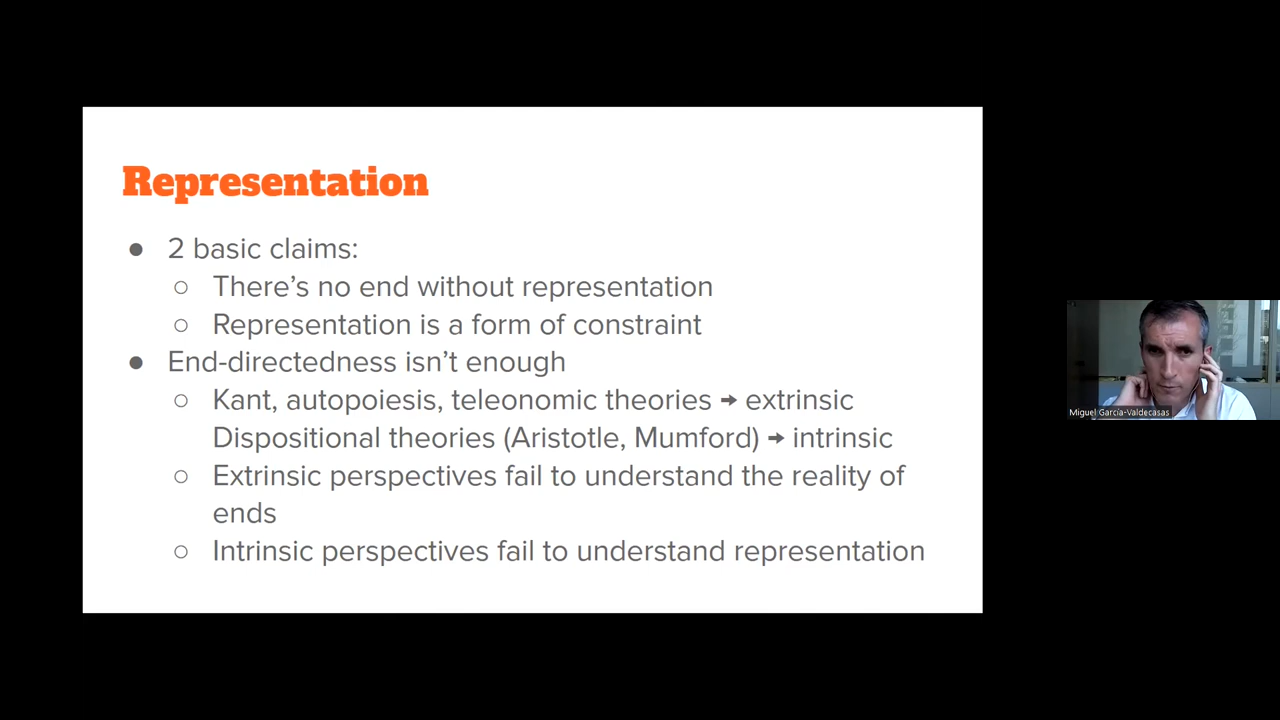 Representation
● 2 basic claims:
○ There's no end without representation
○ Representation is a form of constraint
● End-directedness isn't enough
○ Kant, autopoiesis, teleonomic theories → extrinsic
Dispositional theories (Aristotle, Mumford) → intrinsic
○ Extrinsic perspectives fail to understand the reality of
ends
○ Intrinsic perspectives fail to understand representation
Miguel García-Valdecasas